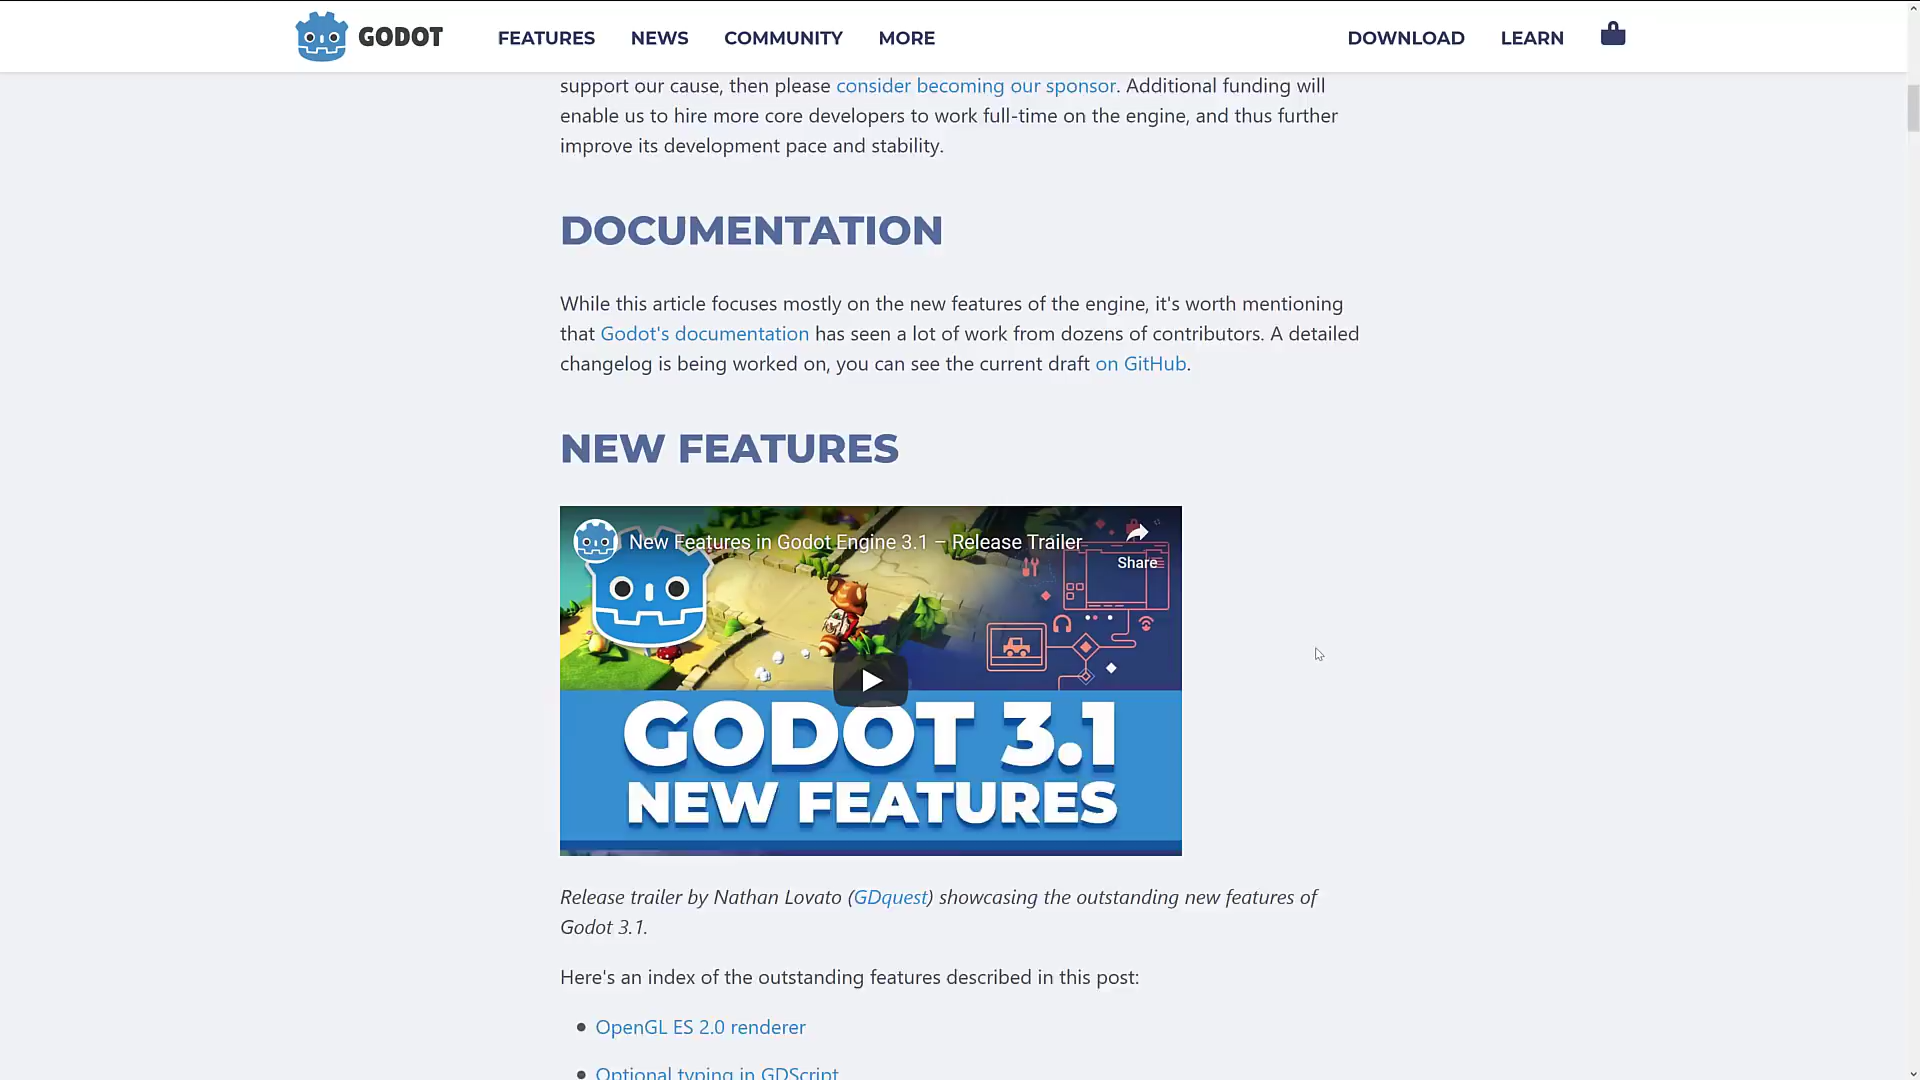 GODOT
FEATURES NEWS COMMUNITY MORE DOWNLOAD LEARN
support our cause, then please consider becoming our sponsor. Additional funding will
enable us to hire more core developers to work full-time on the engine, and thus further
improve its development pace and stability.
DOCUMENTATION
While this article focuses mostly on the new features of the engine, it's worth mentioning
that Godot's documentation has seen a lot of work from dozens of contributors. A detailed
changelog is being worked on, you can see the current draft on GitHub.
NEW FEATURES
New Features in Godot Engine 3.1 – Release Trailer
Share
GODOT 3.1
NEW FEATURES
Release trailer by Nathan Lovato (GDquest) showcasing the outstanding new features of
Godot 3.1.
Here's an index of the outstanding features described in this post:
OpenGL ES 2.0 renderer
Optional typing in GDScript